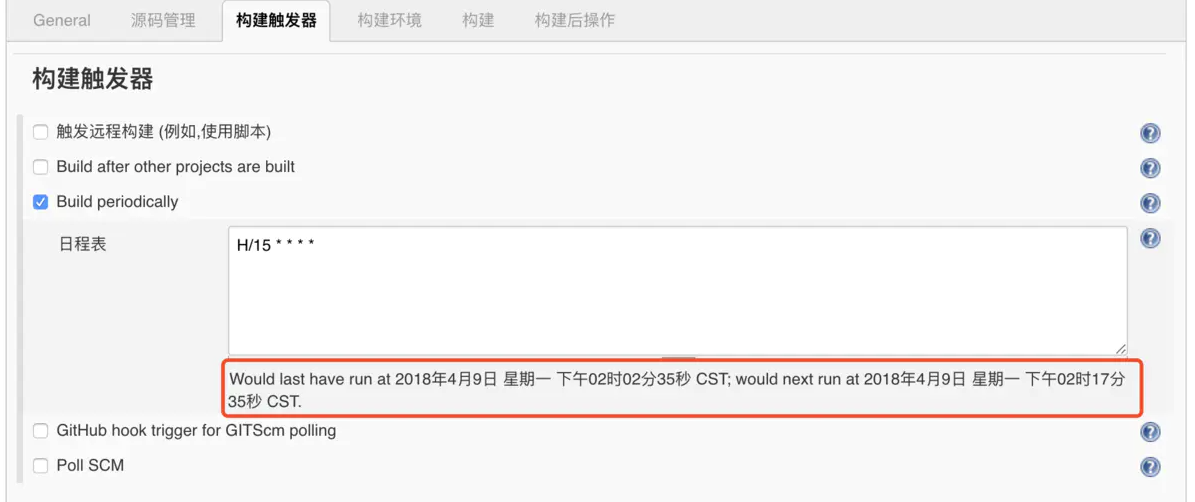 General 源码管理 构建触发器 构建环境 构建 构建后操作
构建触发器
触发远程构建 (例如,使用脚本)
Build after other projects are built
Build periodically
日程表
H/15 * * * *
Would last have run at 2018年4月9日 星期一 下午02时02分35秒 CST; would next run at 2018年4月9日 星期一 下午02时17分
35秒 CST.
GitHub hook trigger for GITScm polling
Poll SCM